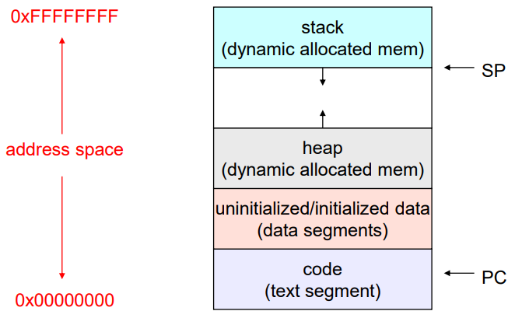 0xFFFFFFFF
stack
(dynamic allocated mem)
SP
address space
heap
(dynamic allocated mem)
uninitialized/initialized data
(data segments)
code
(text segment)
PC
0x00000000